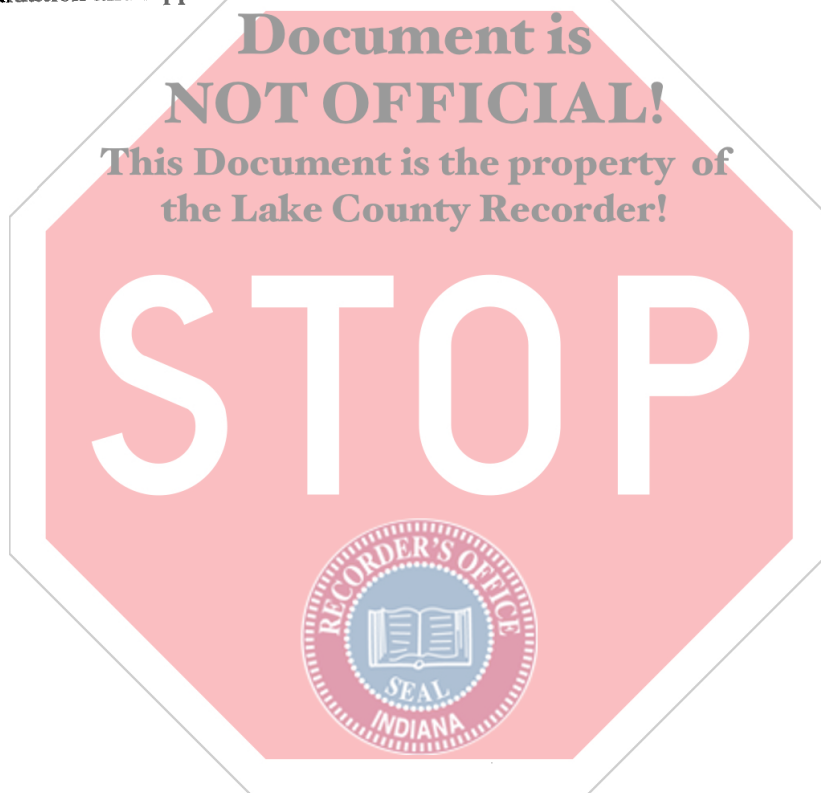 Document is
NOT OFFICIAL!
This Document is the property of
the Lake County Recorder!
STOP
RECORDER'S OFFICE
SEAL
INDIANA